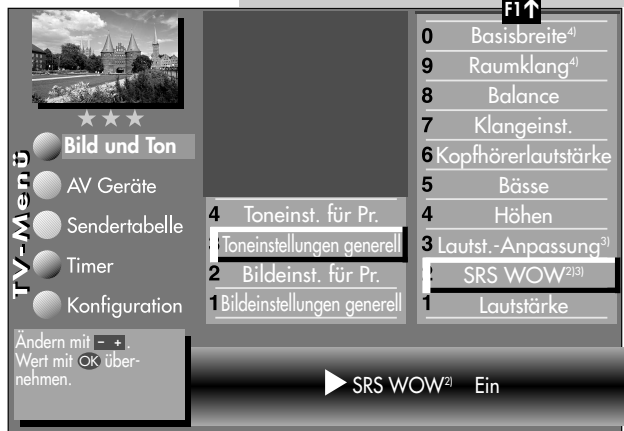 F1↑
0 Basisbreite4)
9 Raumklang4)
8 Balance
7 Klangeinst.
6 Kopfhörerlautstärke
5 Bässe
4 Höhen
3 Lautst.-Anpassung3)
2 SRS WOW2)3)
1 Lautstärke
4 Toneinst. für Pr.
3 Toneinstellungen generell
2 Bildeinst. für Pr.
1 Bildeinstellungen generell
TV-Menü
Bild und Ton
AV Geräte
Sendertabelle
Timer
Konfiguration
Ändern mit - + .
Wert mit OK über-
nehmen.
SRS WOW2) Ein